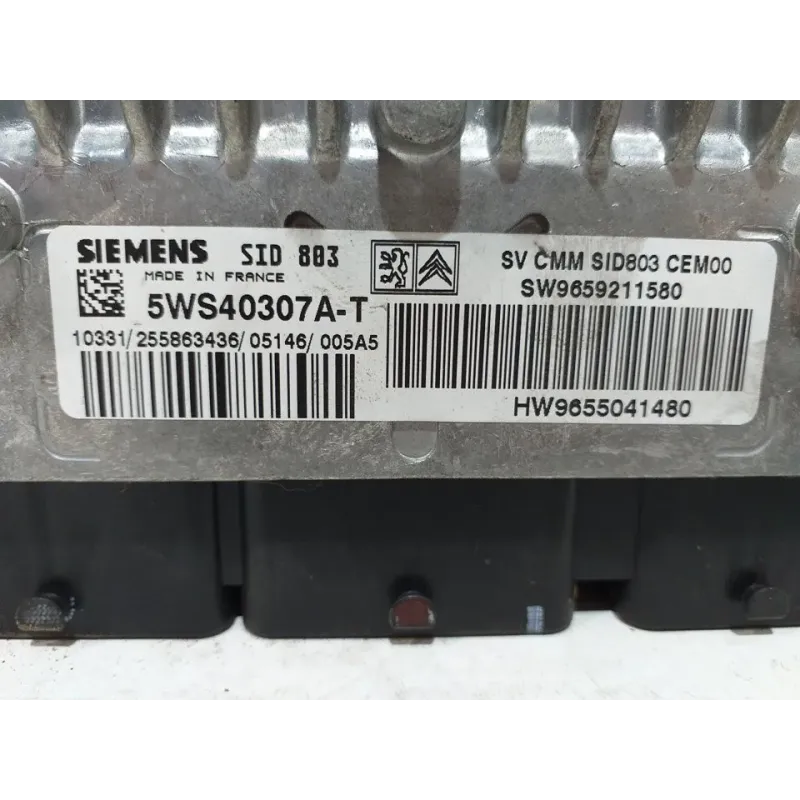 SIEMENS SID 803
MADE IN FRANCE
5WS40307A-T
10331/255863436/05146/005A5
SV CMM SID803 CEM00
SW9659211580
HW9655041480